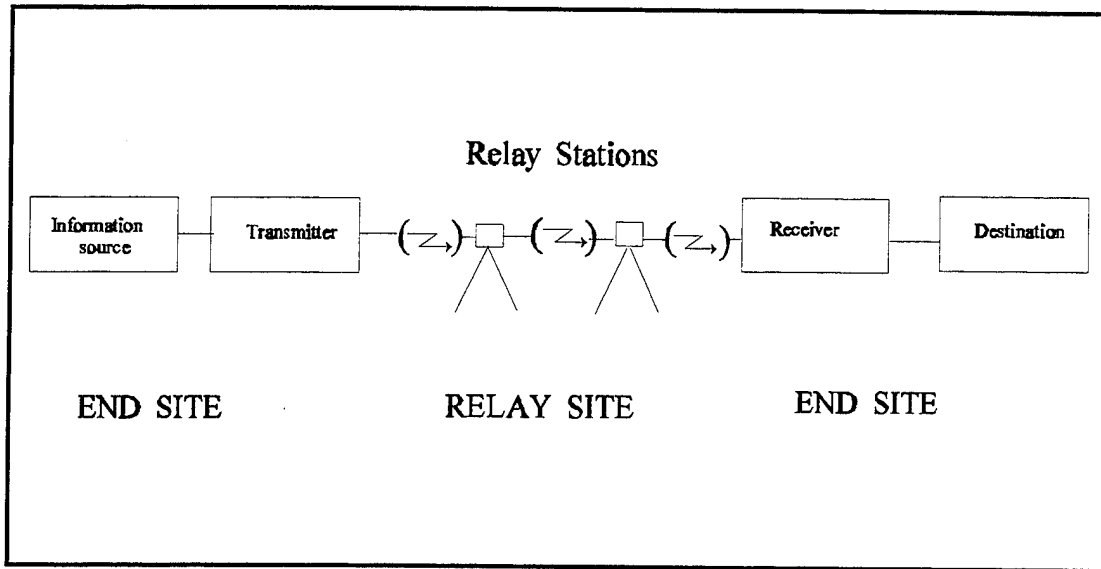 Relay Stations
Information
source
Transmitter
Receiver
Destination
END SITE
RELAY SITE
END SITE